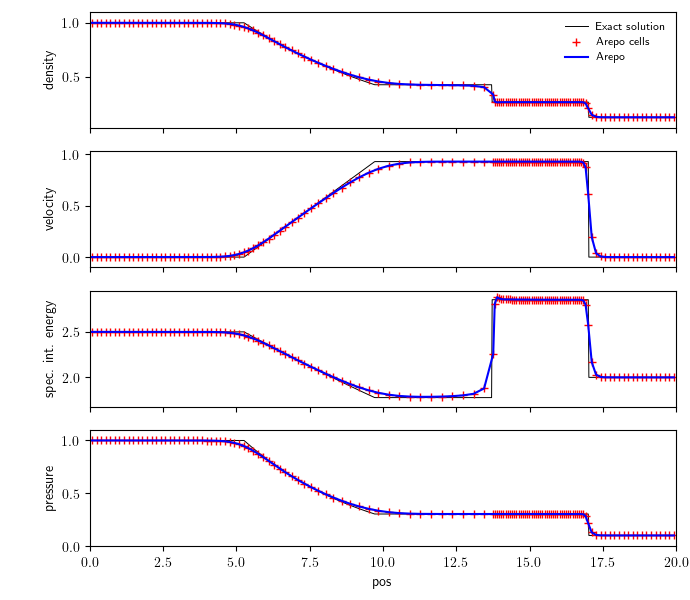 1.0
0.5
density
Exact solution
Arepo cells
Arepo
1.0
0.5
0.0
velocity
2.5
2.0
spec. int. energy
1.0
0.5
0.0
pressure
0.0 2.5 5.0 7.5 10.0 12.5 15.0 17.5 20.0
pos